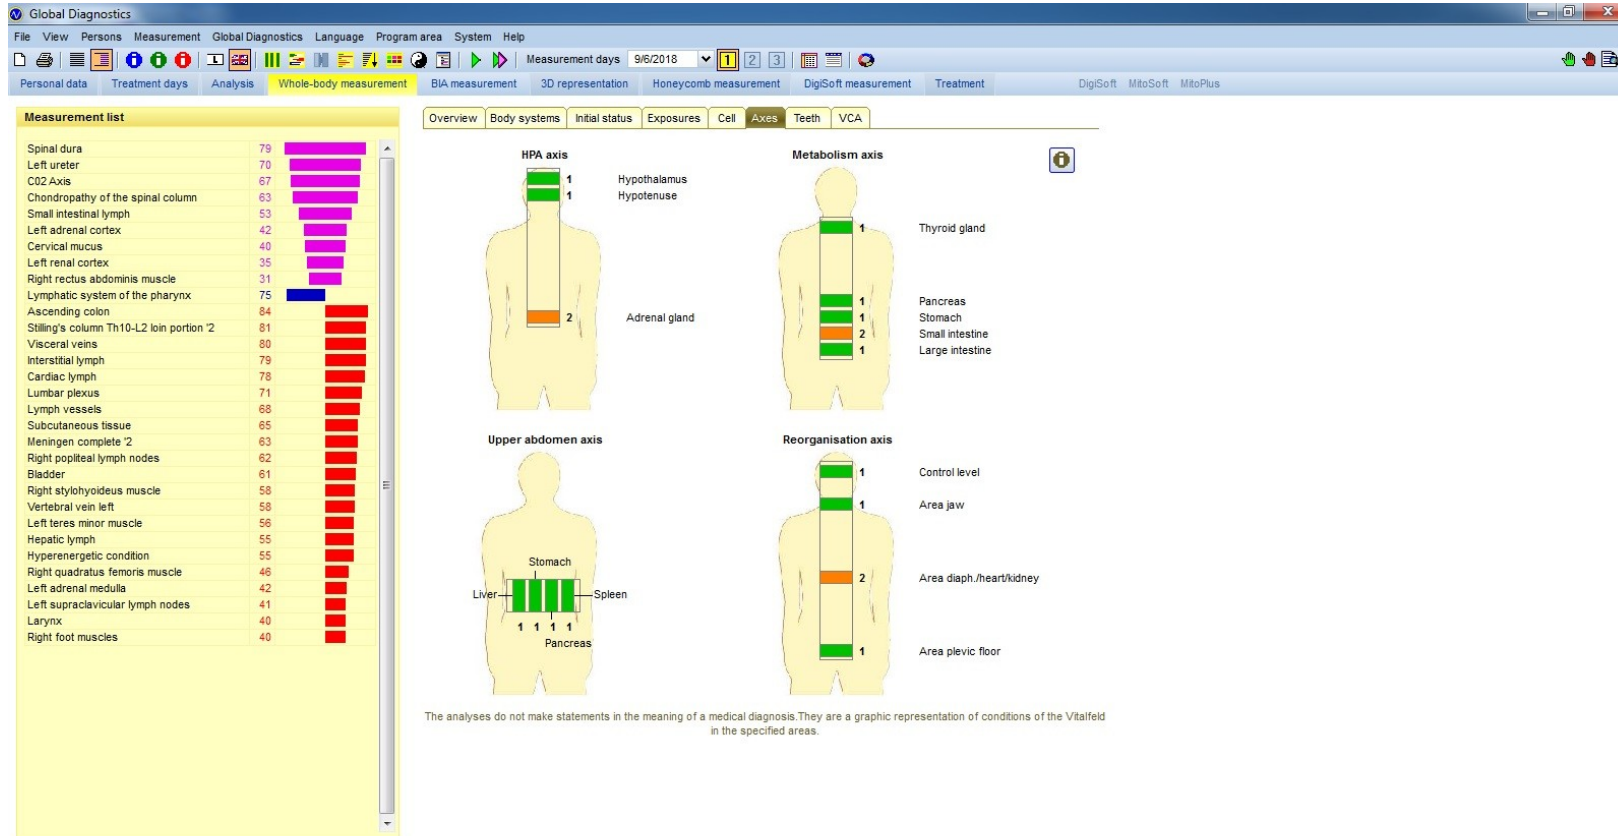 Global Diagnostics
File View Persons Measurement Global Diagnostics Language Program area System Help
Measurement days 9/6/2018 1 2 3
Personal data Treatment days Analysis Whole-body measurement BIA measurement 3D representation Honeycomb measurement DigiSoft measurement Treatment DigiSoft MitoSoft MitoPlus
Measurement list
Spinal dura 79
Left ureter 70
C02 Axis 67
Chondropathy of the spinal column 63
Small intestinal lymph 53
Left adrenal cortex 42
Cervical mucus 40
Left renal cortex 35
Right rectus abdominis muscle 31
Lymphatic system of the pharynx 75
Ascending colon 84
Stilling's column Th10-L2 loin portion '2 81
Visceral veins 80
Interstitial lymph 79
Cardiac lymph 78
Lumbar plexus 71
Lymph vessels 68
Subcutaneous tissue 65
Meningen complete '2 63
Right popliteal lymph nodes 62
Bladder 61
Right stylohyoideus muscle 58
Vertebral vein left 58
Left teres minor muscle 56
Hepatic lymph 55
Hyperenergetic condition 55
Right quadratus femoris muscle 46
Left adrenal medulla 42
Left supraclavicular lymph nodes 41
Larynx 40
Right foot muscles 40
Overview Body systems Initial status Exposures Cell Axes Teeth VCA
HPA axis
1 Hypothalamus
1 Hypotenuse
2 Adrenal gland
Metabolism axis
1 Thyroid gland
1 Pancreas
1 Stomach
2 Small intestine
1 Large intestine
Upper abdomen axis
Stomach
Liver Spleen
1 1 1 1
Pancreas
Reorganisation axis
1 Control level
1 Area jaw
2 Area diaph./heart/kidney
1 Area plevic floor
The analyses do not make statements in the meaning of a medical diagnosis.They are a graphic representation of conditions of the Vitalfeld
in the specified areas.